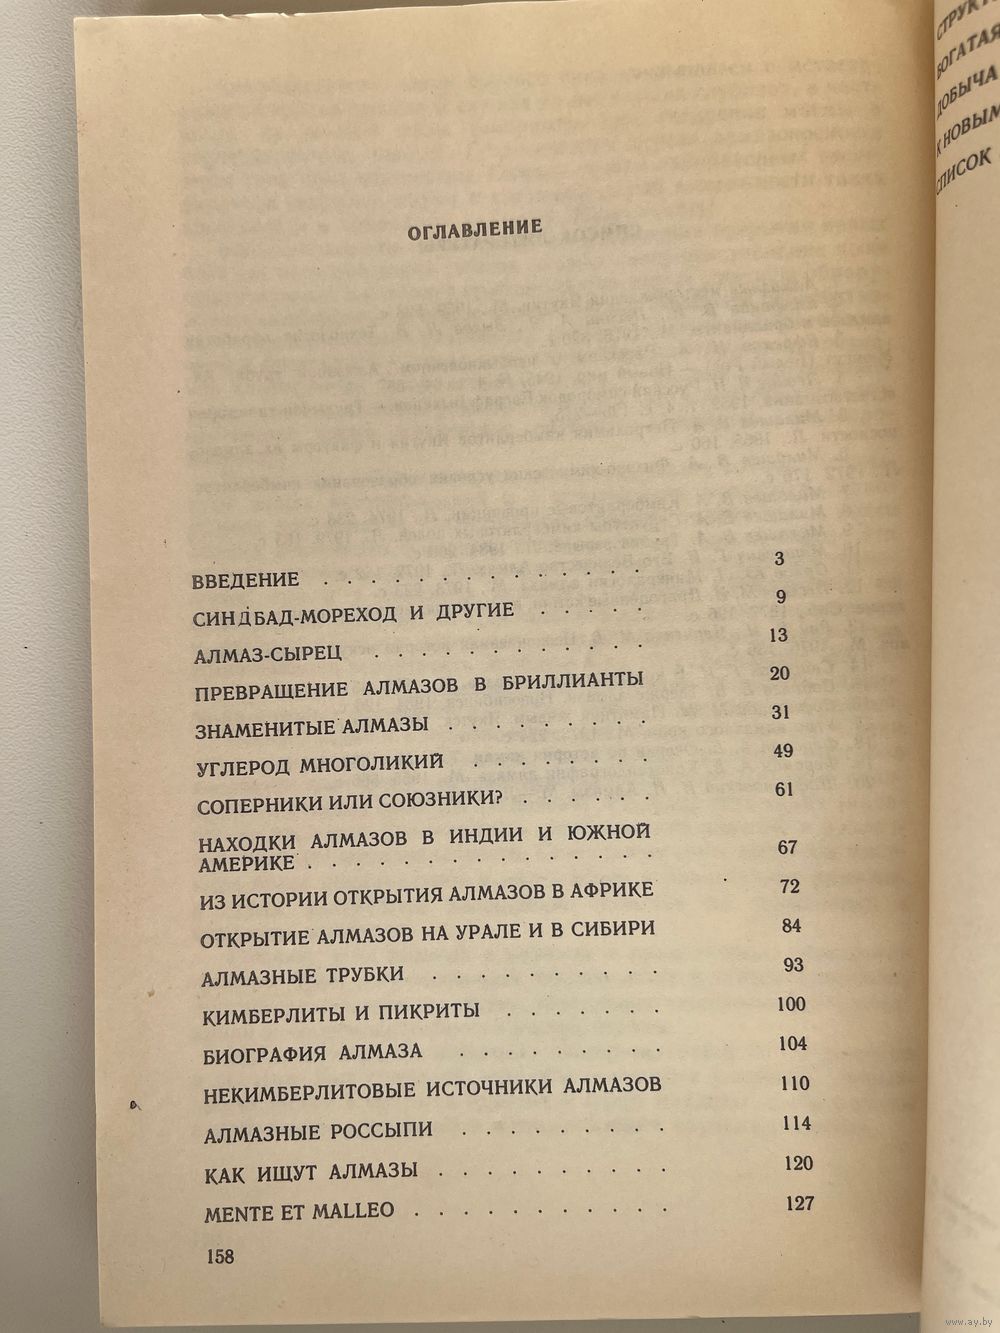 ОГЛАВЛЕНИЕ
ВВЕДЕНИЕ . . . . . . . . . . . . . . 3
СИНДБАД-МОРЕХОД И ДРУГИЕ . . . . . 9
АЛМАЗ-СЫРЕЦ . . . . . . . . . . . . 13
ПРЕВРАЩЕНИЕ АЛМАЗОВ В БРИЛЛИАНТЫ 20
ЗНАМЕНИТЫЕ АЛМАЗЫ . . . . . . . . . 31
УГЛЕРОД МНОГОЛИКИЙ . . . . . . . . 49
СОПЕРНИКИ ИЛИ СОЮЗНИКИ? . . . . . . 61
НАХОДКИ АЛМАЗОВ В ИНДИИ И ЮЖНОЙ
АМЕРИКЕ . . . . . . . . . . . . . . . 67
ИЗ ИСТОРИИ ОТКРЫТИЯ АЛМАЗОВ В АФРИКЕ 72
ОТКРЫТИЕ АЛМАЗОВ НА УРАЛЕ И В СИБИРИ 84
АЛМАЗНЫЕ ТРУБКИ . . . . . . . . . . 93
КИМБЕРЛИТЫ И ПИКРИТЫ . . . . . . . 100
БИОГРАФИЯ АЛМАЗА . . . . . . . . . 104
НЕКИМБЕРЛИТОВЫЕ ИСТОЧНИКИ АЛМАЗОВ 110
АЛМАЗНЫЕ РОССЫПИ . . . . . . . . . 114
КАК ИЩУТ АЛМАЗЫ . . . . . . . . . . 120
MENTE ET MALLEO . . . . . . . . . . . 127
158
БОГАТАЯ
ДОБЫЧА
К НОВЫМ
СПИСОК
www.ay.by